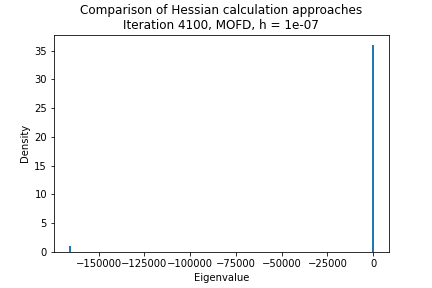 Comparison of Hessian calculation approaches
Iteration 4100, MOFD, h = 1e-07
35
30
25
20
15
10
5
0
Density
−150000 −125000 −100000 −75000 −50000 −25000 0
Eigenvalue